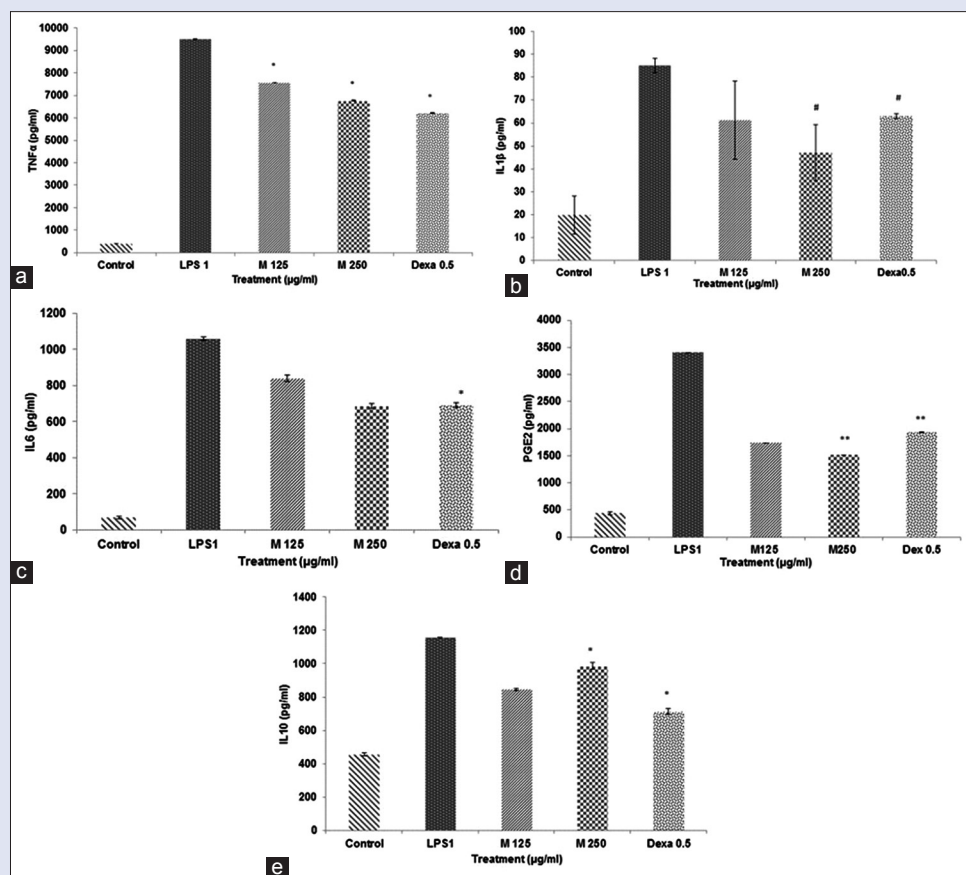 10000
9000
8000
7000
6000
5000
4000
3000
2000
1000
0
TNFα (pg/ml)
*
*
*
Control LPS 1 M 125 M 250 Dexa 0.5
Treatment (µg/ml)
a
100
90
80
70
60
50
40
30
20
10
0
IL1β (pg/ml)
#
#
Control LPS 1 M 125 M 250 Dexa0.5
Treatment (µg/ml)
b
1200
1000
800
600
400
200
0
IL6 (pg/ml)
*
Control LPS1 M 125 M 250 Dexa 0.5
Treatment (µg/ml)
c
4000
3500
3000
2500
2000
1500
1000
500
0
PGE2 (pg/ml)
**
**
Control LPS1 M125 M250 Dex 0.5
Treatment (µg/ml)
d
1400
1200
1000
800
600
400
200
0
IL10 (pg/ml)
*
*
Control LPS1 M 125 M 250 Dexa 0.5
Treatment (µg/ml)
e